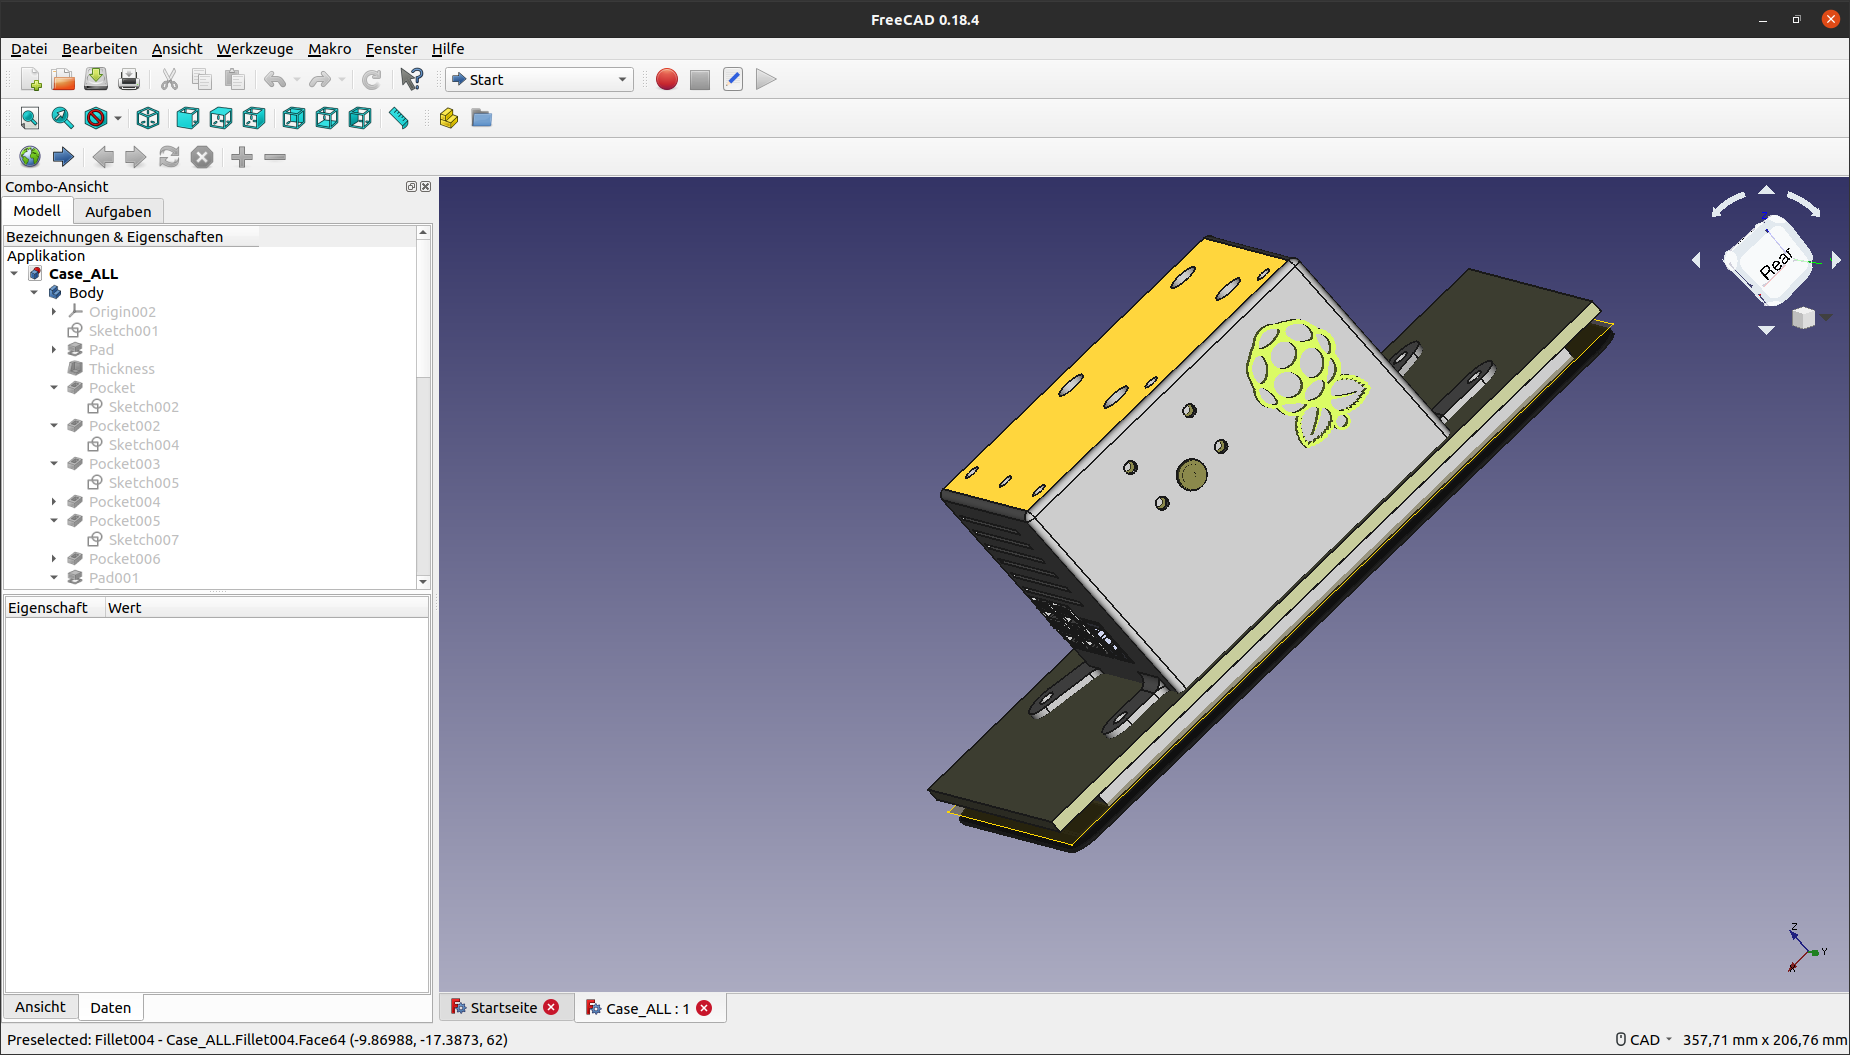 FreeCAD 0.18.4
Datei Bearbeiten Ansicht Werkzeuge Makro Fenster Hilfe
Start
Combo-Ansicht
Modell Aufgaben
Bezeichnungen & Eigenschaften
Applikation
Case_ALL
Body
Origin002
Sketch001
Pad
Thickness
Pocket
Sketch002
Pocket002
Sketch004
Pocket003
Sketch005
Pocket004
Pocket005
Sketch007
Pocket006
Pad001
Eigenschaft Wert
Rear
Z
Y
X
Ansicht Daten
Startseite Case_ALL : 1
Preselected: Fillet004 - Case_ALL.Fillet004.Face64 (-9.86988, -17.3873, 62)
CAD 357,71 mm x 206,76 mm